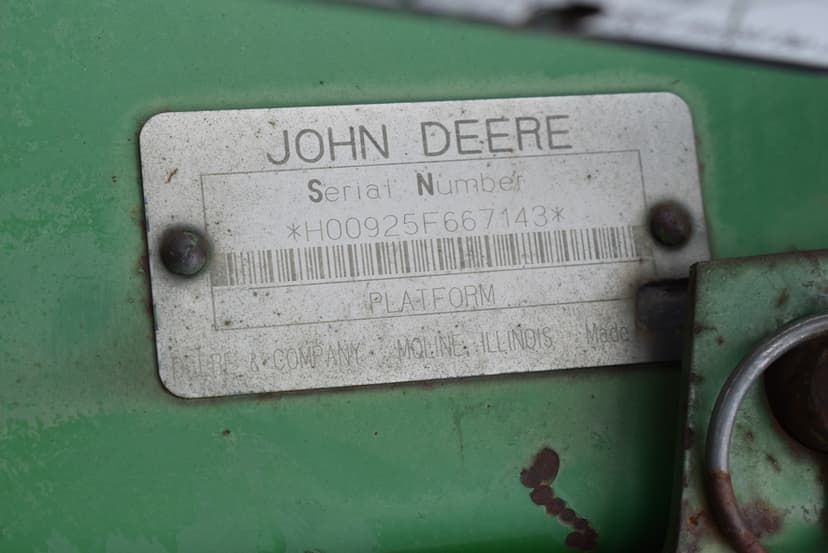 JOHN DEERE
Serial Number
*H00925F667143*
PLATFORM
DEERE & COMPANY MOLINE, ILLINOIS Made